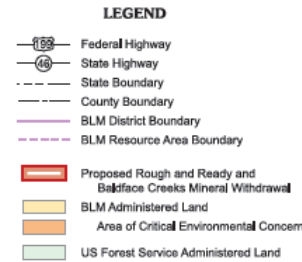 LEGEND
199 Federal Highway
46 State Highway
State Boundary
County Boundary
BLM District Boundary
BLM Resource Area Boundary
Proposed Rough and Ready and
Baldface Creeks Mineral Withdrawal
BLM Administered Land
Area of Critical Environmental Concern
US Forest Service Administered Land